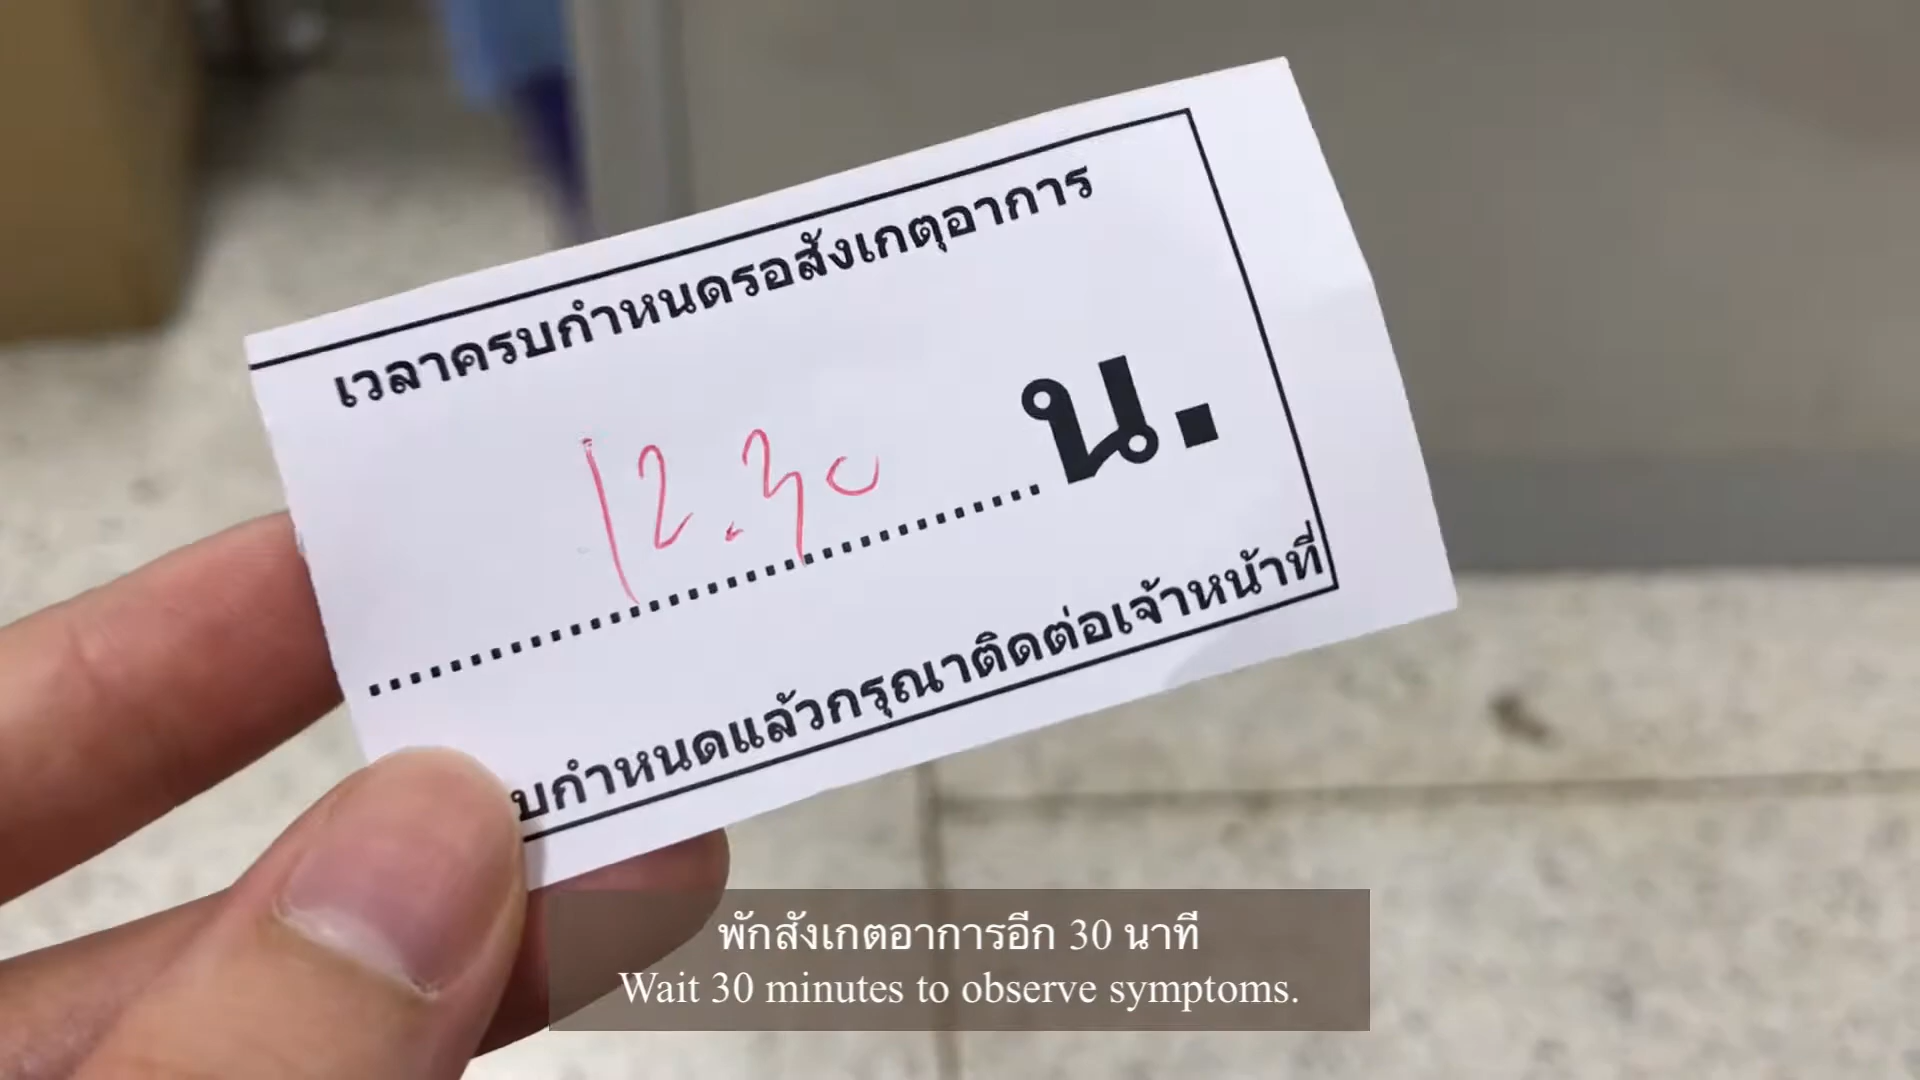 เวลาครบกำหนดรอสังเกตุอาการ
12.30 น.
บกำหนดแล้วกรุณาติดต่อเจ้าหน้าที่
พักสังเกตอาการอีก 30 นาที
Wait 30 minutes to observe symptoms.